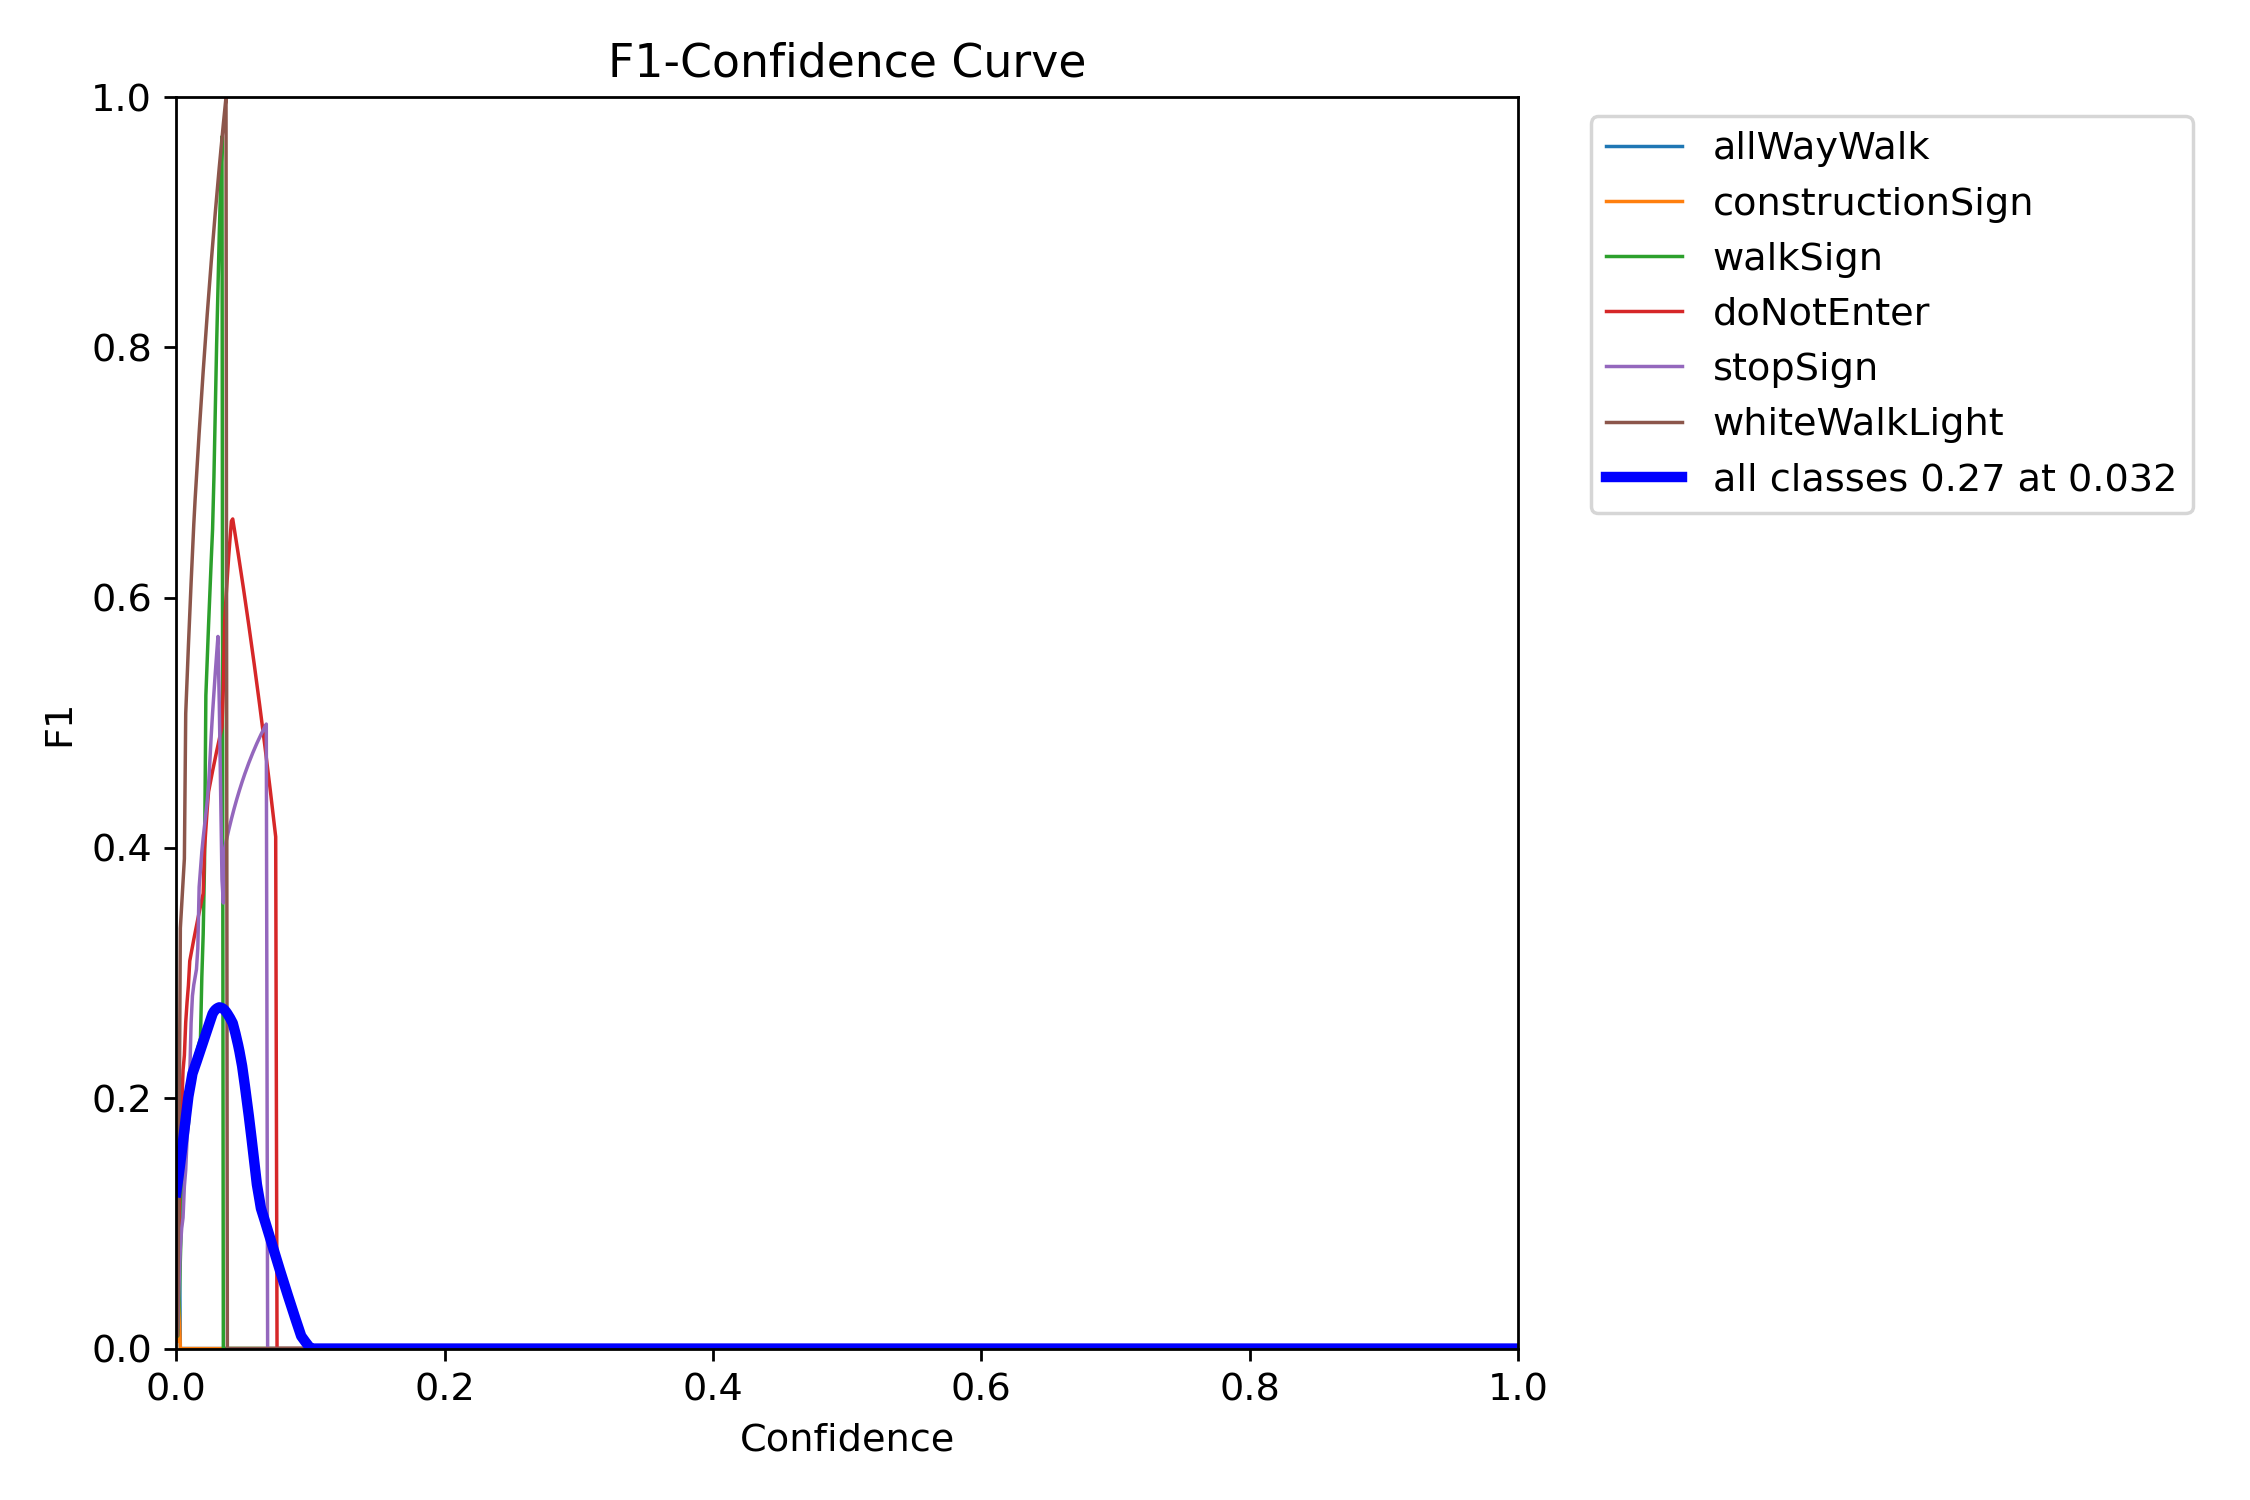 F1-Confidence Curve
1.0
0.8
0.6
0.4
0.2
0.0
F1
0.0 0.2 0.4 0.6 0.8 1.0
Confidence
allWayWalk
constructionSign
walkSign
doNotEnter
stopSign
whiteWalkLight
all classes 0.27 at 0.032